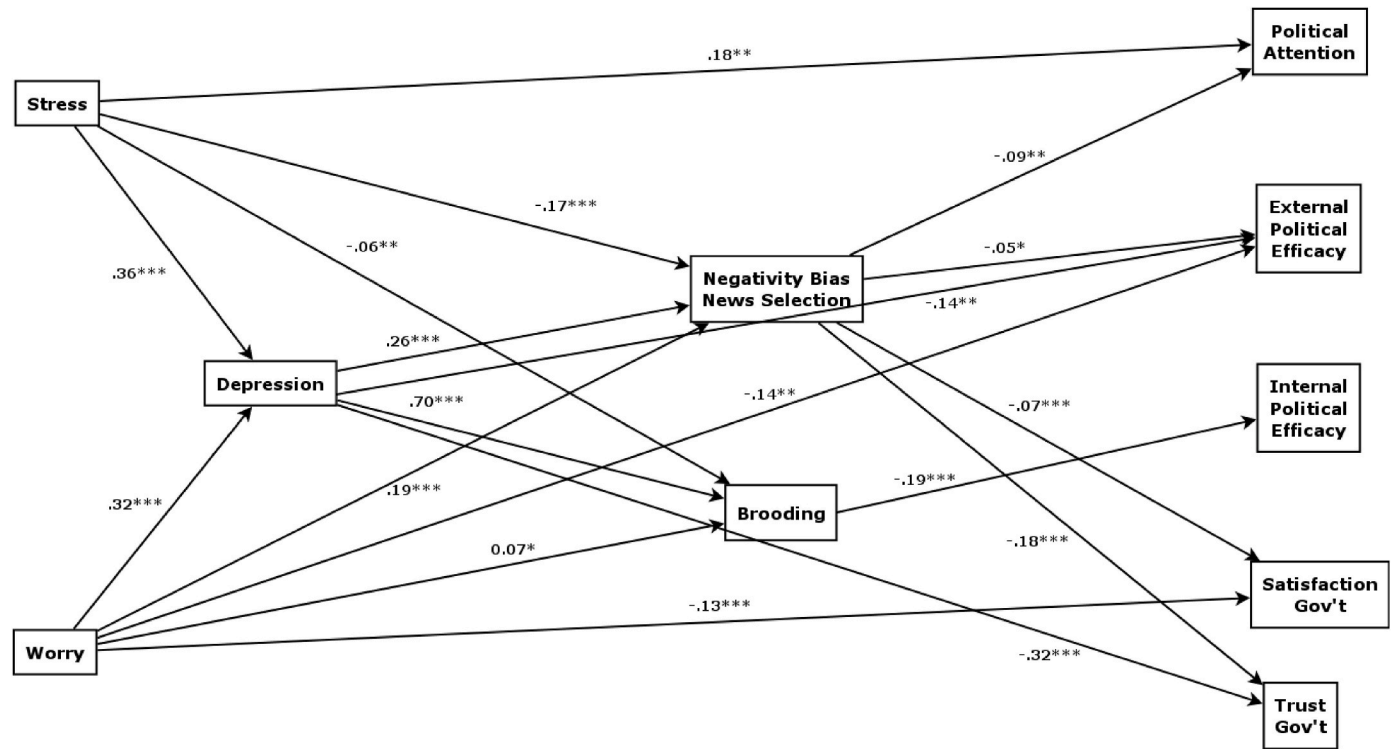 Political
Attention
.18**
Stress
-.09**
External
Political
Efficacy
-.17***
-.06**
-.05*
.36***
Negativity Bias
News Selection
-.14**
.26***
Depression
Internal
Political
Efficacy
.70***
-.14**
-.07***
.19***
-.19***
.32***
Brooding
0.07*
-.18***
Satisfaction
Gov't
-.13***
Worry
-.32***
Trust
Gov't